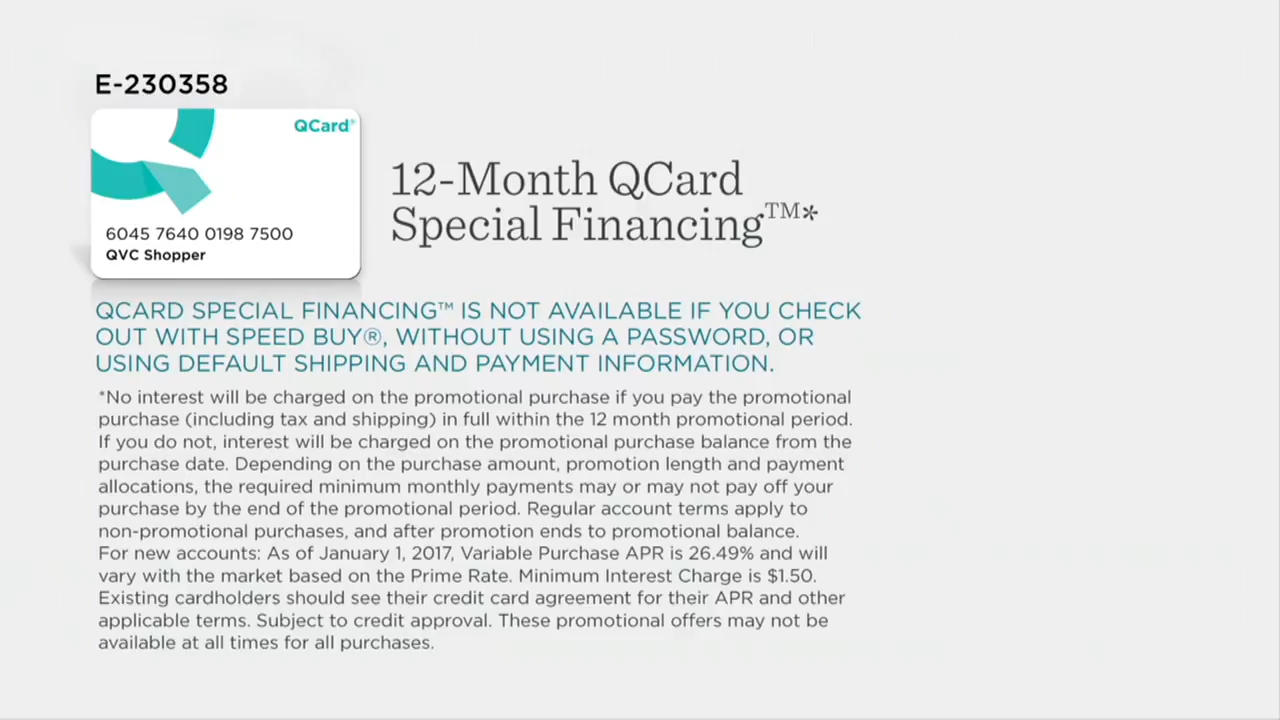 E-230358
QCard®
6045 7640 0198 7500
QVC Shopper
12-Month QCard
Special Financing™*
QCARD SPECIAL FINANCING™ IS NOT AVAILABLE IF YOU CHECK
OUT WITH SPEED BUY®, WITHOUT USING A PASSWORD, OR
USING DEFAULT SHIPPING AND PAYMENT INFORMATION.
*No interest will be charged on the promotional purchase if you pay the promotional
purchase (including tax and shipping) in full within the 12 month promotional period.
If you do not, interest will be charged on the promotional purchase balance from the
purchase date. Depending on the purchase amount, promotion length and payment
allocations, the required minimum monthly payments may or may not pay off your
purchase by the end of the promotional period. Regular account terms apply to
non-promotional purchases, and after promotion ends to promotional balance.
For new accounts: As of January 1, 2017, Variable Purchase APR is 26.49% and will
vary with the market based on the Prime Rate. Minimum Interest Charge is $1.50.
Existing cardholders should see their credit card agreement for their APR and other
applicable terms. Subject to credit approval. These promotional offers may not be
available at all times for all purchases.